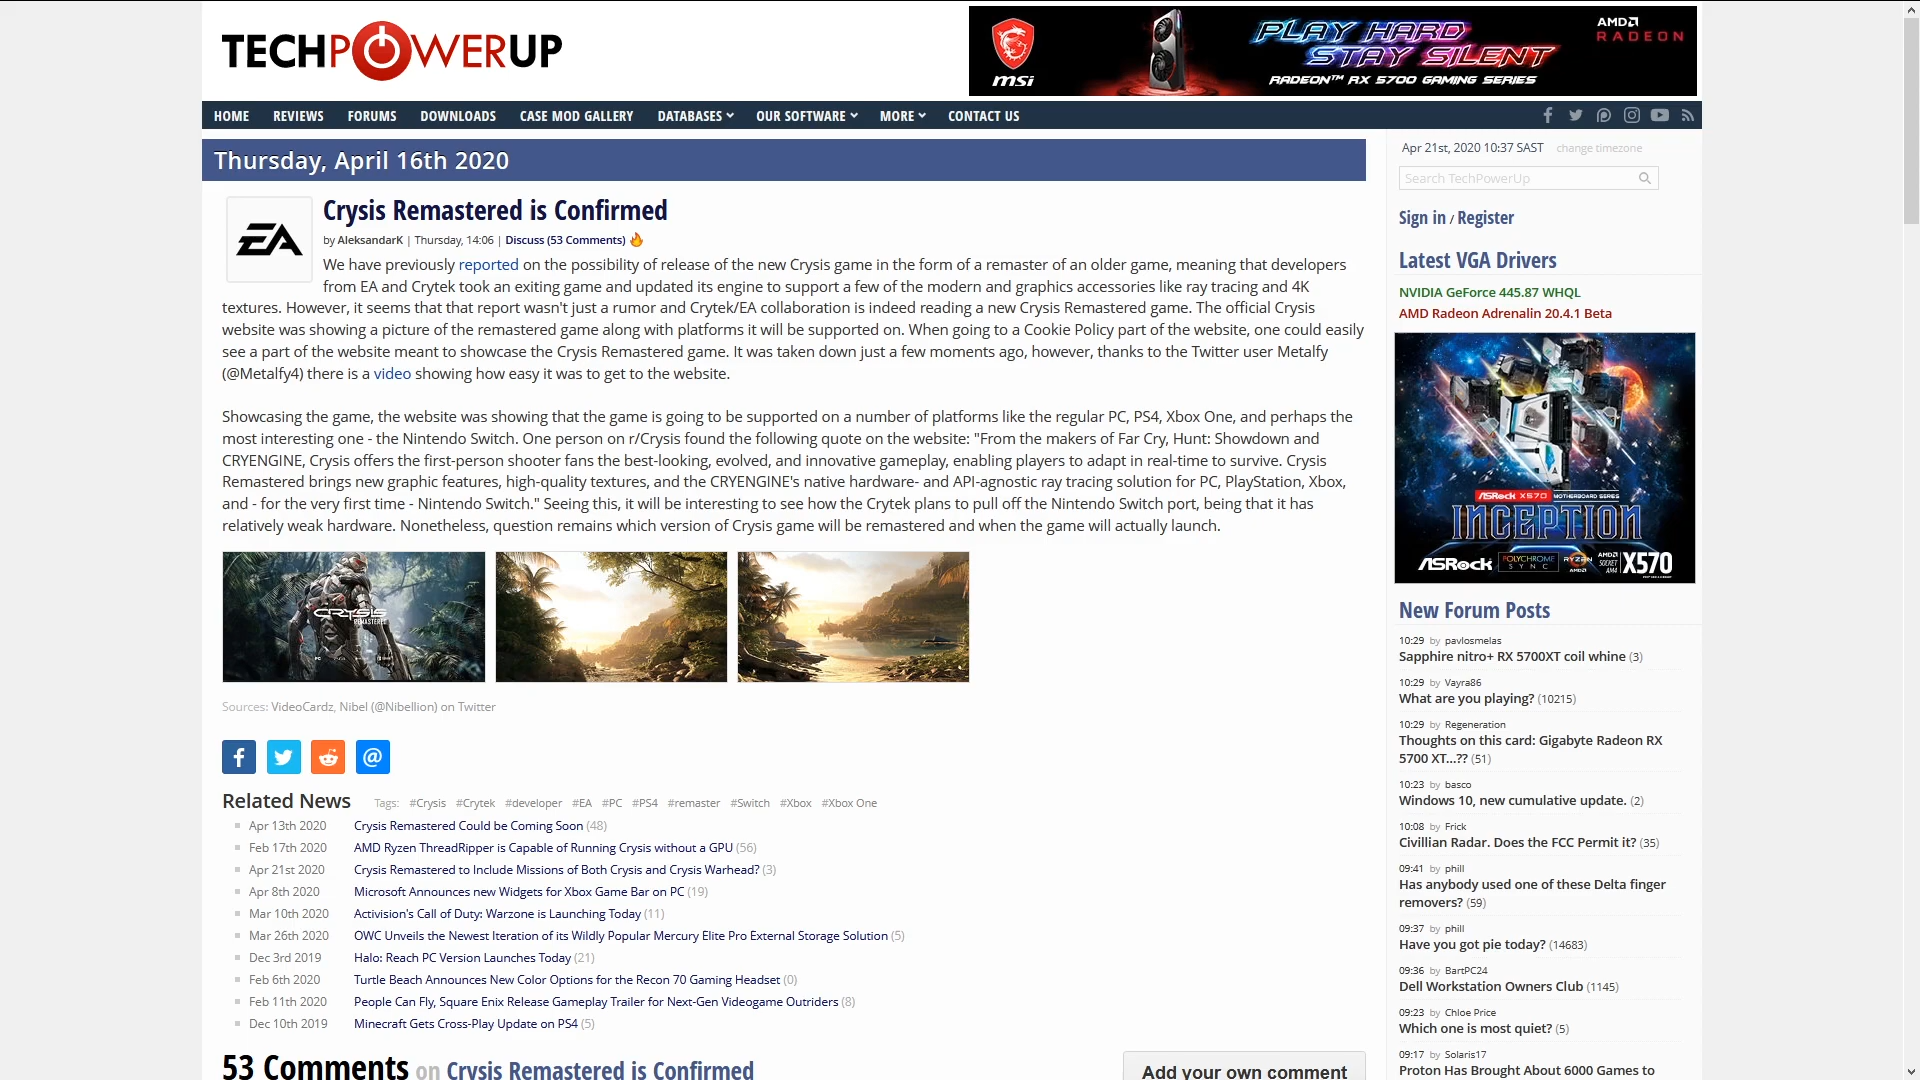 TECHPOWERUP
msi
PLAY HARD
STAY SILENT
RADEON™ RX 5700 GAMING SERIES
AMD
RADEON
HOME REVIEWS FORUMS DOWNLOADS CASE MOD GALLERY DATABASES OUR SOFTWARE MORE CONTACT US
Thursday, April 16th 2020
EA
Crysis Remastered is Confirmed
by AleksandarK | Thursday, 14:06 | Discuss (53 Comments)
We have previously reported on the possibility of release of the new Crysis game in the form of a remaster of an older game, meaning that developers
from EA and Crytek took an exiting game and updated its engine to support a few of the modern and graphics accessories like ray tracing and 4K
textures. However, it seems that that report wasn't just a rumor and Crytek/EA collaboration is indeed reading a new Crysis Remastered game. The official Crysis
website was showing a picture of the remastered game along with platforms it will be supported on. When going to a Cookie Policy part of the website, one could easily
see a part of the website meant to showcase the Crysis Remastered game. It was taken down just a few moments ago, however, thanks to the Twitter user Metalfy
(@Metalfy4) there is a video showing how easy it was to get to the website.
Showcasing the game, the website was showing that the game is going to be supported on a number of platforms like the regular PC, PS4, Xbox One, and perhaps the
most interesting one - the Nintendo Switch. One person on r/Crysis found the following quote on the website: "From the makers of Far Cry, Hunt: Showdown and
CRYENGINE, Crysis offers the first-person shooter fans the best-looking, evolved, and innovative gameplay, enabling players to adapt in real-time to survive. Crysis
Remastered brings new graphic features, high-quality textures, and the CRYENGINE's native hardware- and API-agnostic ray tracing solution for PC, PlayStation, Xbox,
and - for the very first time - Nintendo Switch." Seeing this, it will be interesting to see how the Crytek plans to pull off the Nintendo Switch port, being that it has
relatively weak hardware. Nonetheless, question remains which version of Crysis game will be remastered and when the game will actually launch.
CRYSIS
REMASTERED
Sources: VideoCardz, Nibel (@Nibellion) on Twitter
Related News Tags: #Crysis #Crytek #developer #EA #PC #PS4 #remaster #Switch #Xbox #Xbox One
Apr 13th 2020 Crysis Remastered Could be Coming Soon (48)
Feb 17th 2020 AMD Ryzen ThreadRipper is Capable of Running Crysis without a GPU (56)
Apr 21st 2020 Crysis Remastered to Include Missions of Both Crysis and Crysis Warhead? (3)
Apr 8th 2020 Microsoft Announces new Widgets for Xbox Game Bar on PC (19)
Mar 10th 2020 Activision's Call of Duty: Warzone is Launching Today (11)
Mar 26th 2020 OWC Unveils the Newest Iteration of its Wildly Popular Mercury Elite Pro External Storage Solution (5)
Dec 3rd 2019 Halo: Reach PC Version Launches Today (21)
Feb 6th 2020 Turtle Beach Announces New Color Options for the Recon 70 Gaming Headset (0)
Feb 11th 2020 People Can Fly, Square Enix Release Gameplay Trailer for Next-Gen Videogame Outriders (8)
Dec 10th 2019 Minecraft Gets Cross-Play Update on PS4 (5)
53 Comments on Crysis Remastered is Confirmed
Add your own comment
Apr 21st, 2020 10:37 SAST change timezone
Search TechPowerUp
Sign in / Register
Latest VGA Drivers
NVIDIA GeForce 445.87 WHQL
AMD Radeon Adrenalin 20.4.1 Beta
ASRock X570 MOTHERBOARD SERIES
INCEPTION
ASRock POLYCHROME SYNC RYZEN AMD AMD SOCKET AM4 X570
New Forum Posts
10:29 by pavlosmelas
Sapphire nitro+ RX 5700XT coil whine (3)
10:29 by Vayra86
What are you playing? (10215)
10:29 by Regeneration
Thoughts on this card: Gigabyte Radeon RX
5700 XT...?? (51)
10:23 by basco
Windows 10, new cumulative update. (2)
10:08 by Frick
Civillian Radar. Does the FCC Permit it? (35)
09:41 by phill
Has anybody used one of these Delta finger
removers? (59)
09:37 by phill
Have you got pie today? (14683)
09:36 by BartPC24
Dell Workstation Owners Club (1145)
09:23 by Chloe Price
Which one is most quiet? (5)
09:17 by Solaris17
Proton Has Brought About 6000 Games to